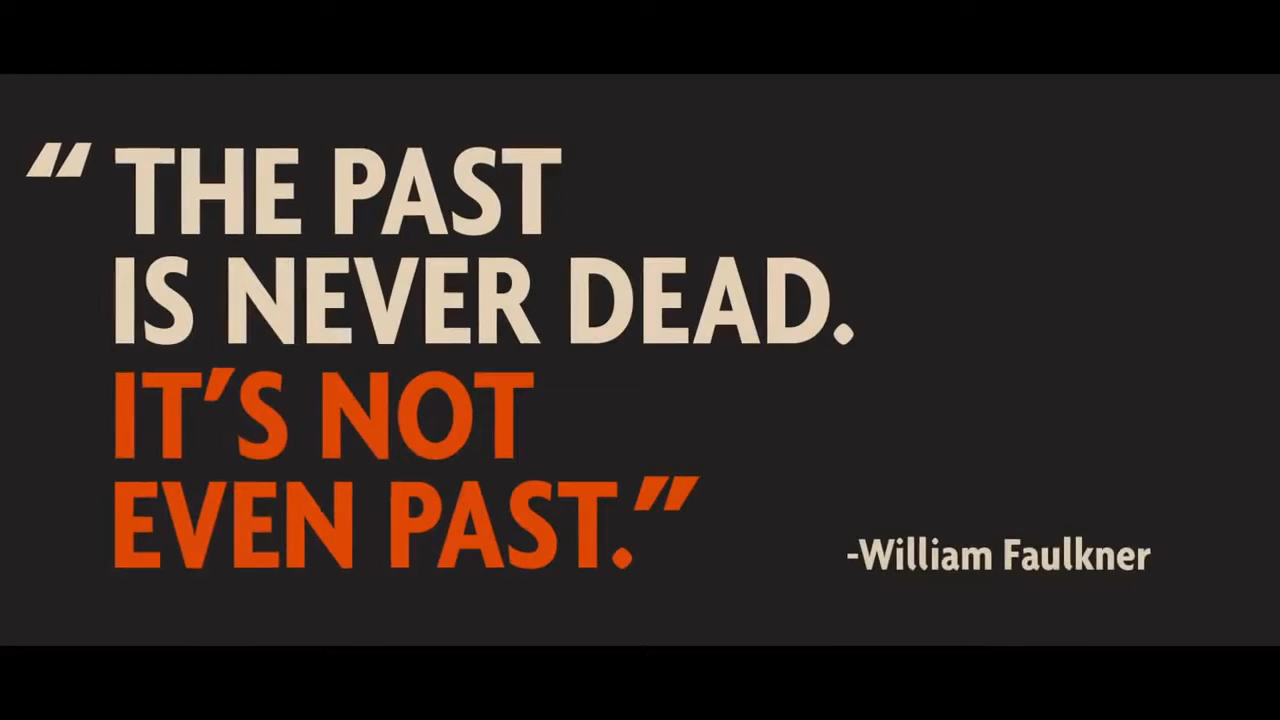 “ THE PAST
IS NEVER DEAD.
IT’S NOT
EVEN PAST.”
-William Faulkner